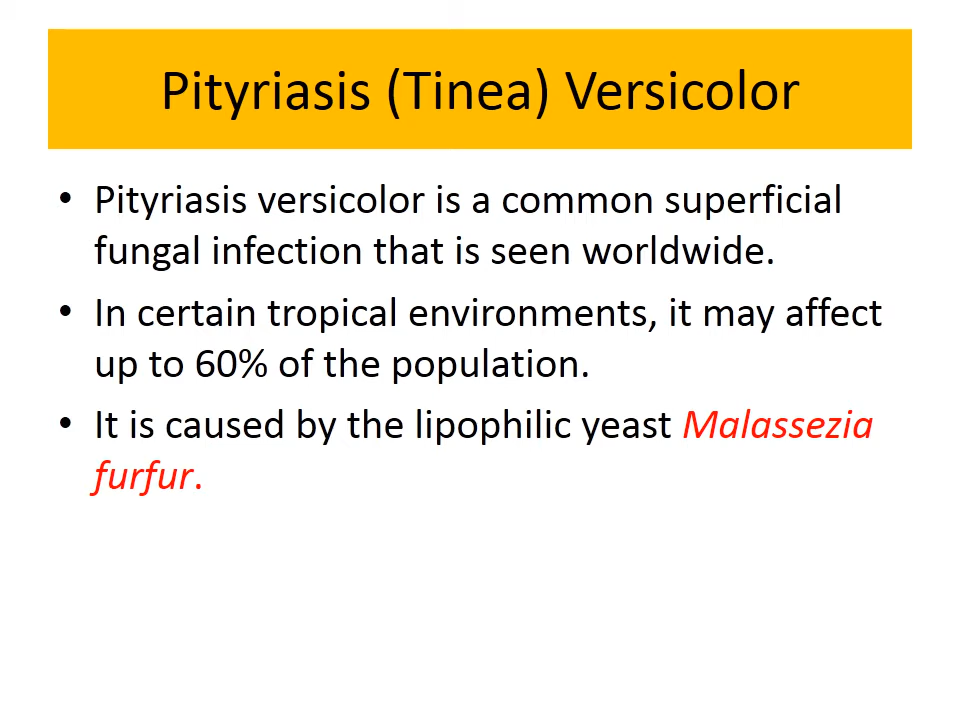 Pityriasis (Tinea) Versicolor
• Pityriasis versicolor is a common superficial
fungal infection that is seen worldwide.
• In certain tropical environments, it may affect
up to 60% of the population.
• It is caused by the lipophilic yeast Malassezia
furfur.